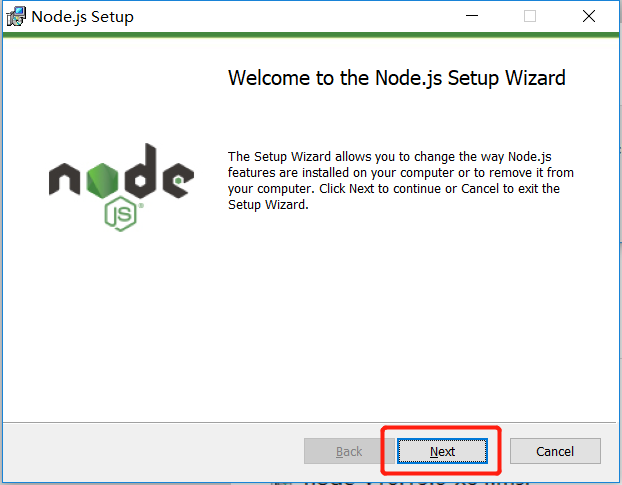 Node.js Setup
Welcome to the Node.js Setup Wizard
The Setup Wizard allows you to change the way Node.js
features are installed on your computer or to remove it from
your computer. Click Next to continue or Cancel to exit the
Setup Wizard.
node
JS
Back
Next
Cancel